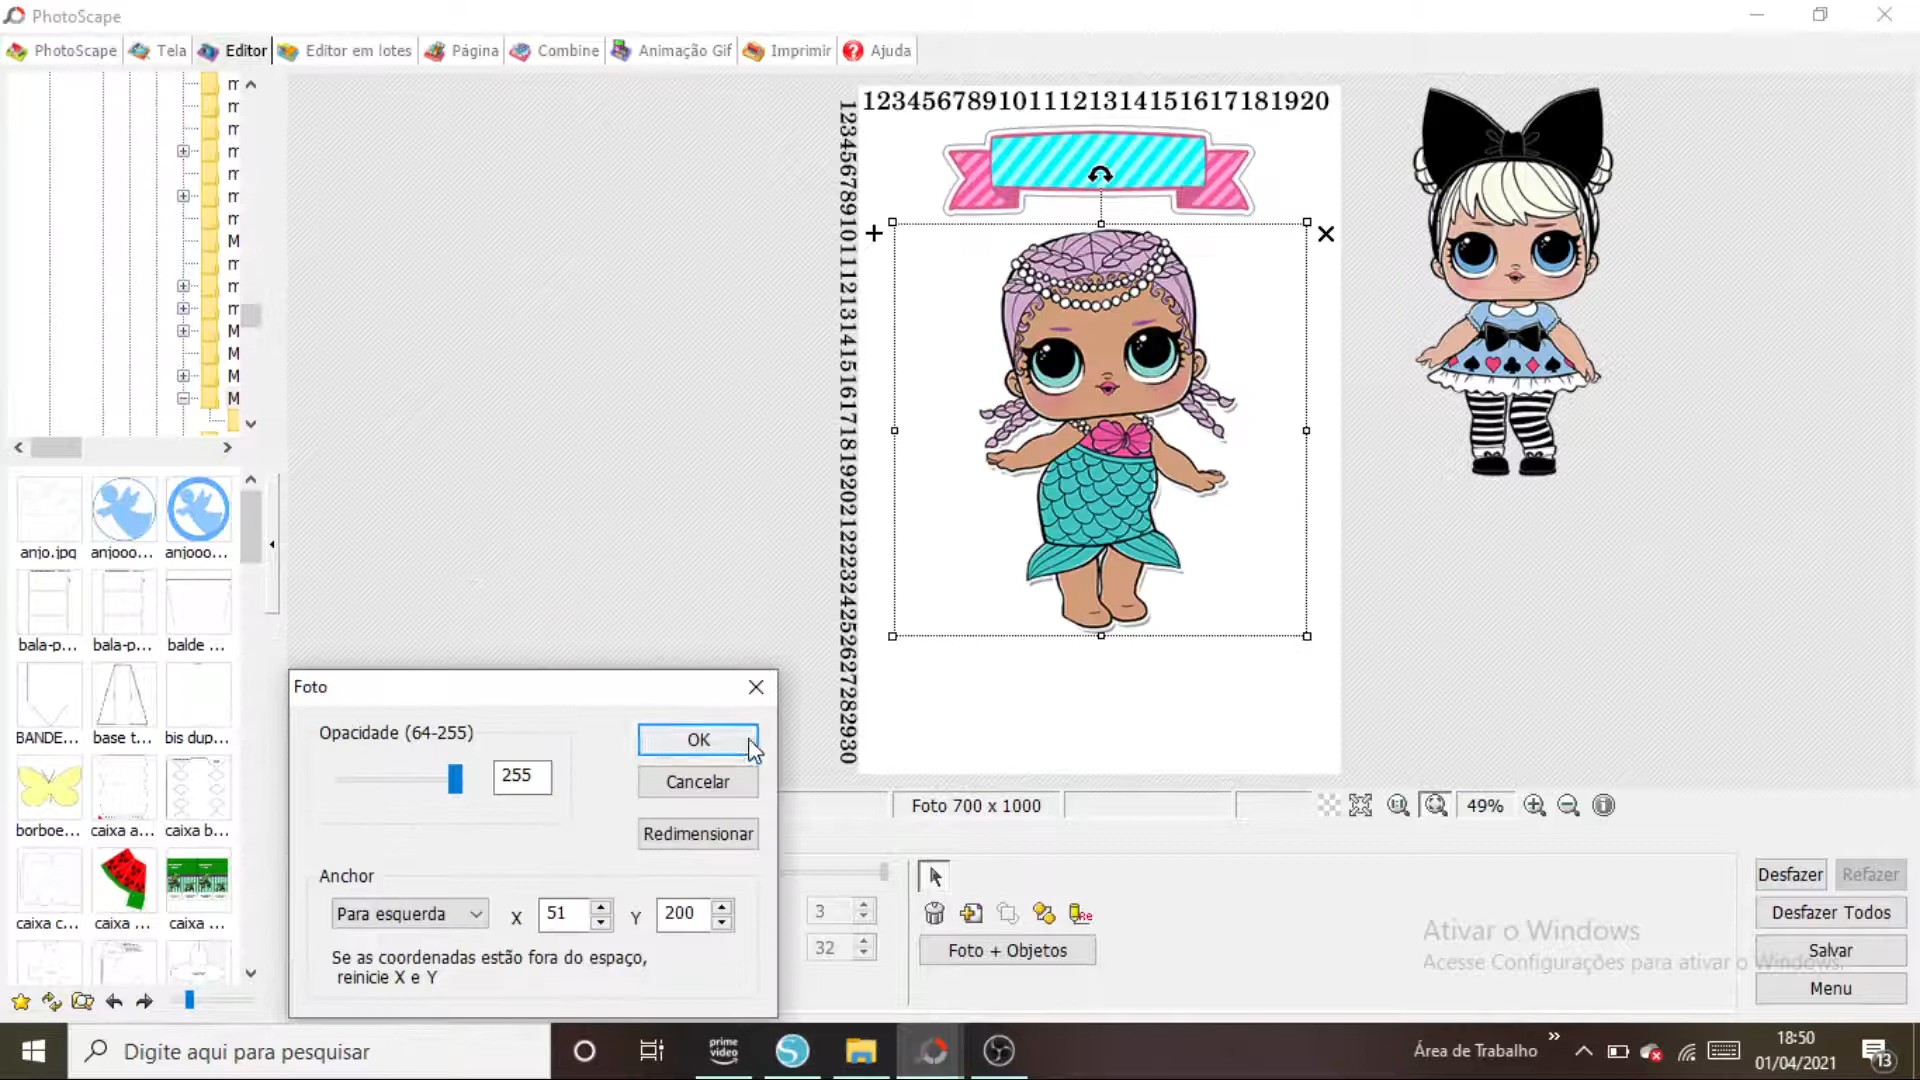 PhotoScape
PhotoScape Tela Editor Editor em lotes Página Combine Animação Gif Imprimir Ajuda
m
m
m
m
m
m
m
M
m
m
m
M
m
M
M
1234567891011121314151617181920
123456789101112131415161718192021222324252627282930
anjo.jpg anjooo... anjooo...
bala-p... bala-p... balde ...
BANDE... base t... bis dup...
borboe... caixa a... caixa b...
caixa c... caixa ... caixa ...
Foto
Opacidade (64-255)
255
OK
Cancelar
Redimensionar
Anchor
Para esquerda X 51 Y 200
Se as coordenadas estão fora do espaço,
reinicie X e Y
Foto 700 x 1000
49%
3
32
Re
Foto + Objetos
Desfazer Refazer
Desfazer Todos
Salvar
Menu
Ativar o Windows
Acesse Configurações para ativar o Windows.
Digite aqui para pesquisar
prime
video
Área de Trabalho
18:50
01/04/2021
13